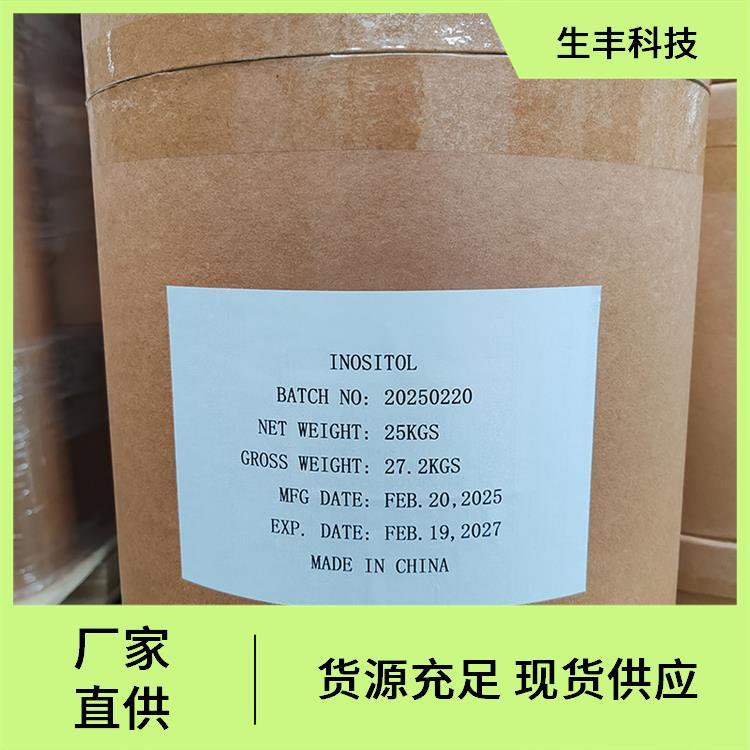 生丰科技
INOSITOL
BATCH NO: 20250220
NET WEIGHT: 25KGS
GROSS WEIGHT: 27.2KGS
MFG DATE: FEB.20,2025
EXP. DATE: FEB.19,2027
MADE IN CHINA
厂家
直供
货源充足 现货供应